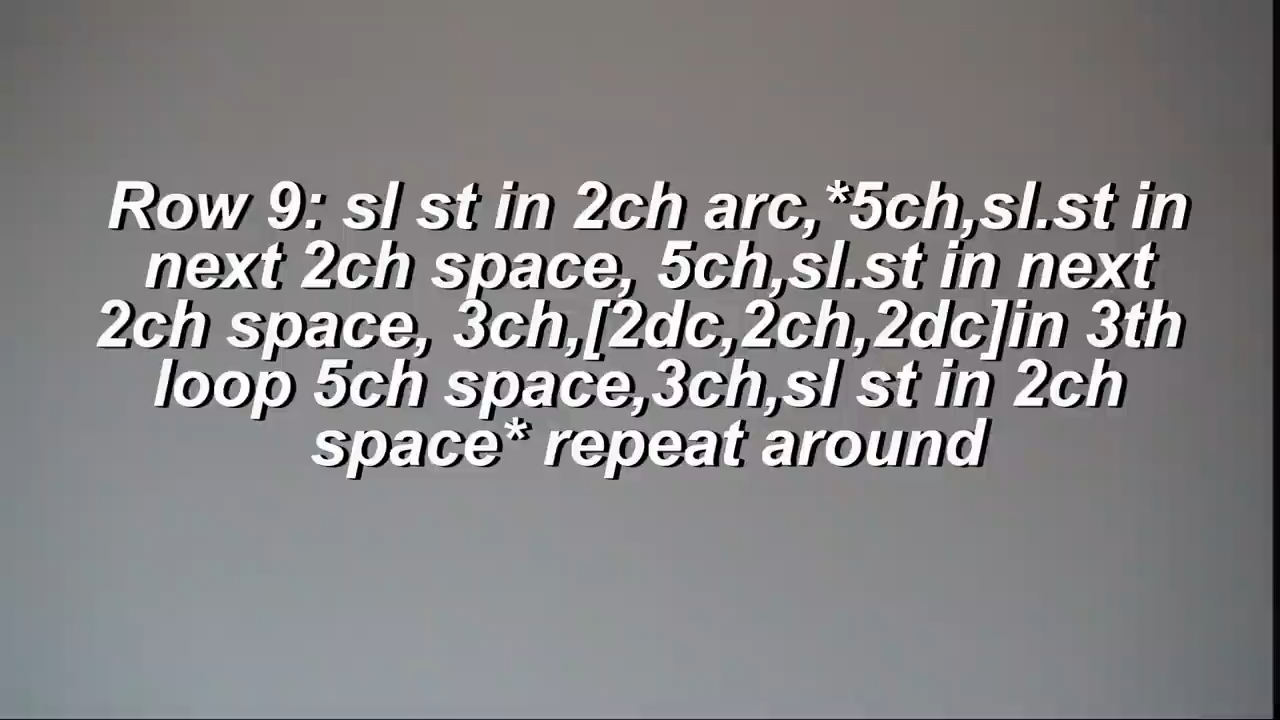 Row 9: sl st in 2ch arc,*5ch,sl.st in
next 2ch space, 5ch,sl.st in next
2ch space, 3ch,[2dc,2ch,2dc]in 3th
loop 5ch space,3ch,sl st in 2ch
space* repeat around